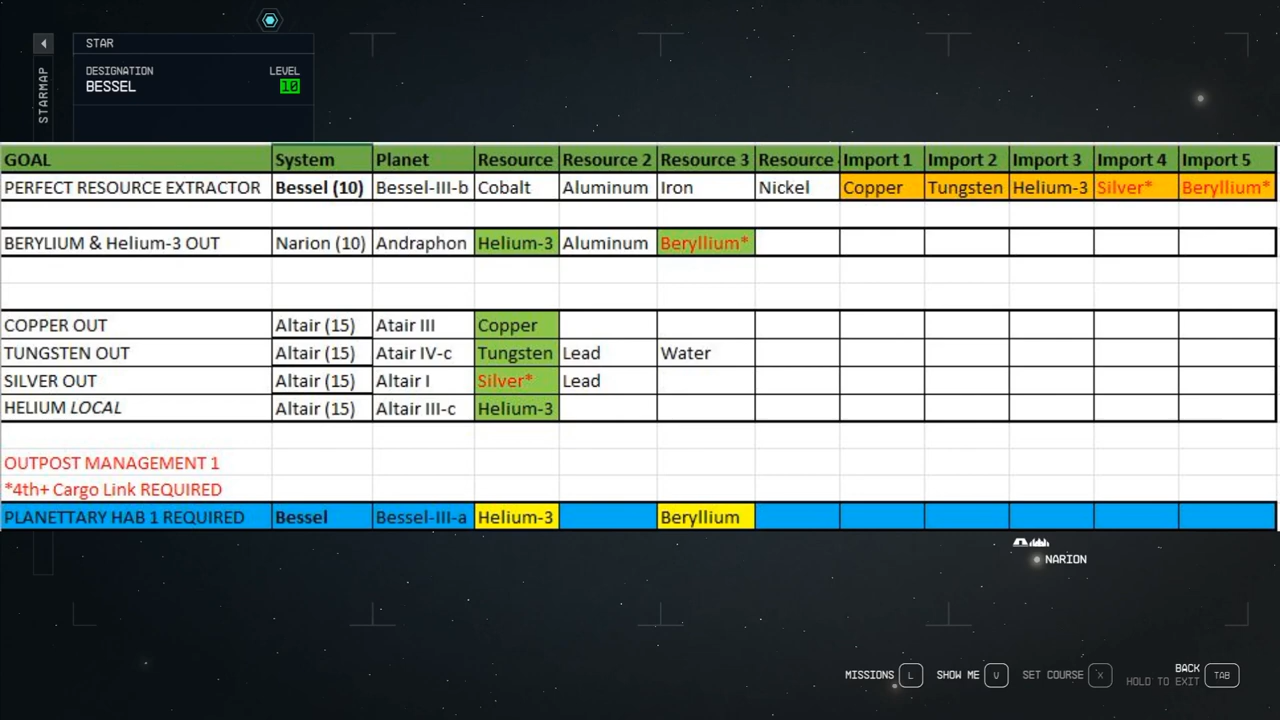 STAR
STARMAP
DESIGNATION LEVEL
BESSEL 10
GOAL System Planet Resource Resource 2 Resource 3 Resource Import 1 Import 2 Import 3 Import 4 Import 5
PERFECT RESOURCE EXTRACTOR Bessel (10) Bessel-III-b Cobalt Aluminum Iron Nickel Copper Tungsten Helium-3 Silver* Beryllium*
BERYLIUM & Helium-3 OUT Narion (10) Andraphon Helium-3 Aluminum Beryllium*
COPPER OUT Altair (15) Atair III Copper
TUNGSTEN OUT Altair (15) Atair IV-c Tungsten Lead Water
SILVER OUT Altair (15) Altair I Silver* Lead
HELIUM LOCAL Altair (15) Altair III-c Helium-3
OUTPOST MANAGEMENT 1
*4th+ Cargo Link REQUIRED
PLANETTARY HAB 1 REQUIRED Bessel Bessel-III-a Helium-3 Beryllium
NARION
MISSIONS L SHOW ME V SET COURSE X BACK TAB
HOLD TO EXIT